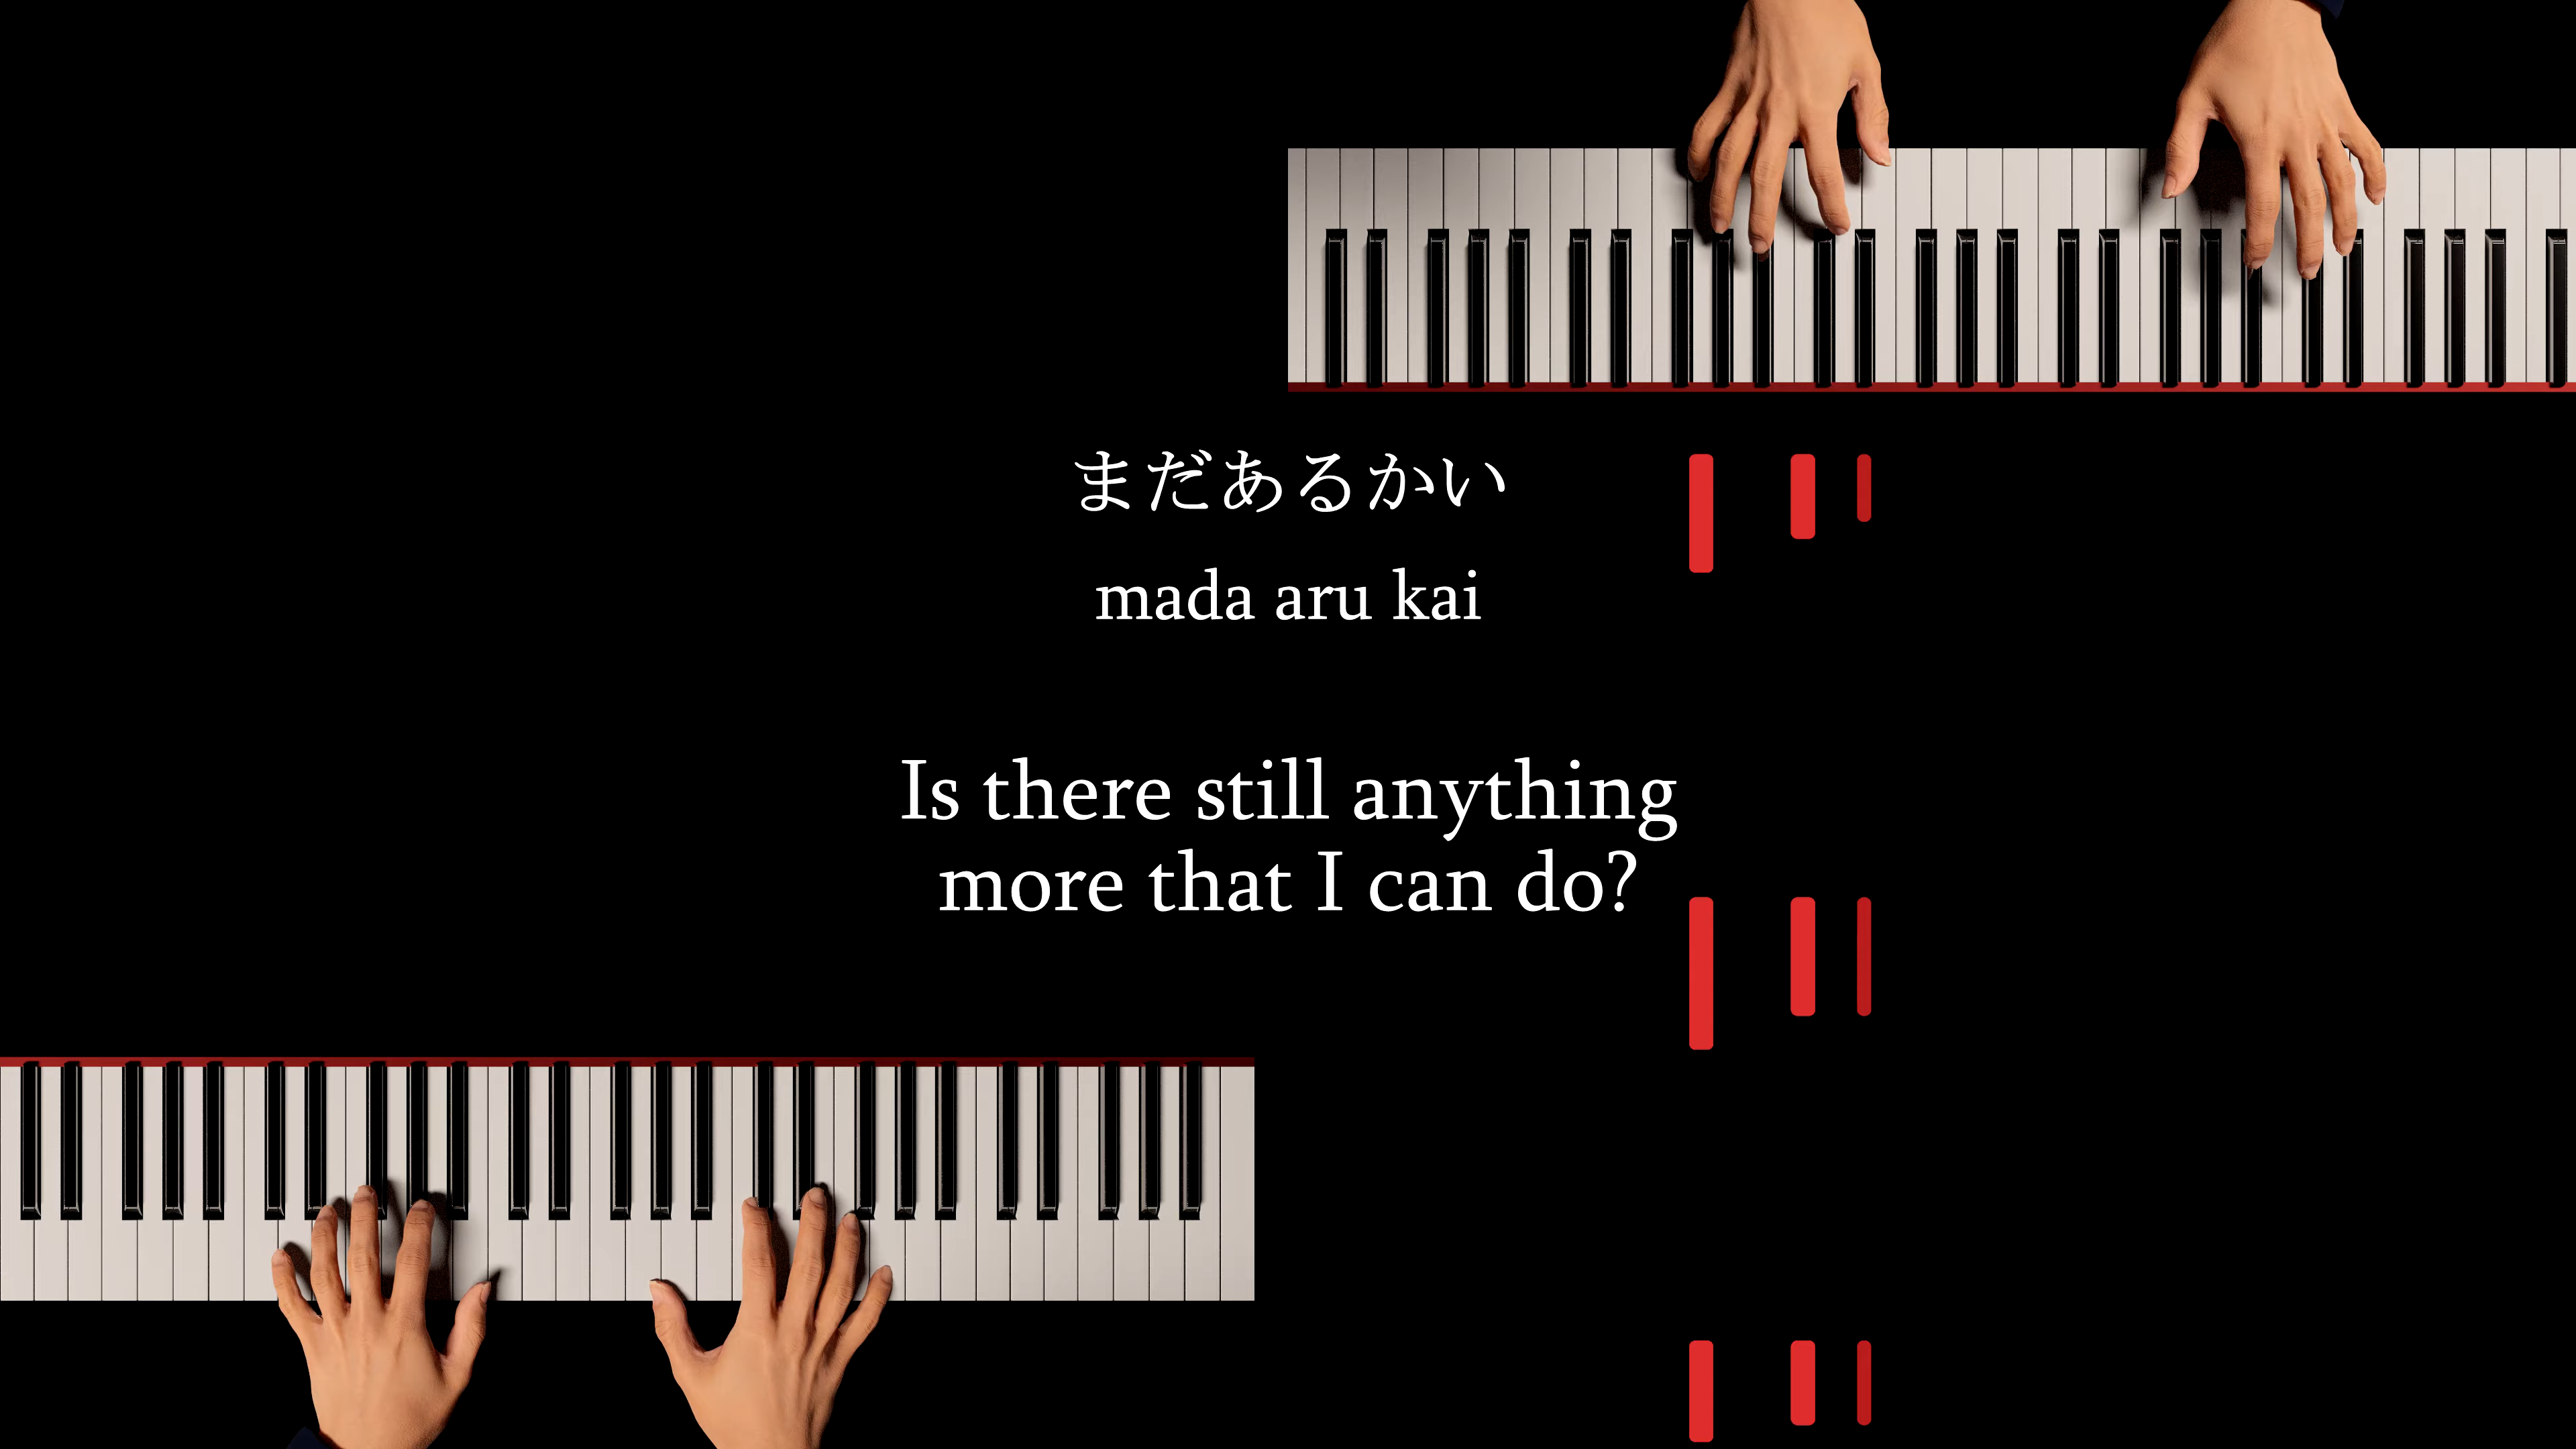 まだあるかい
mada aru kai
Is there still anything
more that I can do?